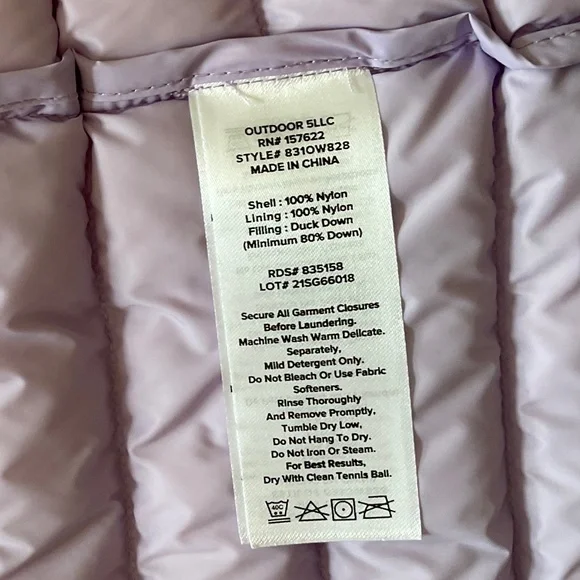 OUTDOOR 5LLC
RN# 157622
STYLE# 831OW828
MADE IN CHINA
Shell : 100% Nylon
Lining : 100% Nylon
Filling : Duck Down
(Minimum 80% Down)
RDS# 835158
LOT# 21SG66018
Secure All Garment Closures
Before Laundering.
Machine Wash Warm Delicate.
Separately,
Mild Detergent Only.
Do Not Bleach Or Use Fabric
Softeners.
Rinse Thoroughly
And Remove Promptly,
Tumble Dry Low,
Do Not Hang To Dry.
Do Not Iron or Steam.
For Best Results,
Dry With Clean Tennis Ball.
40C